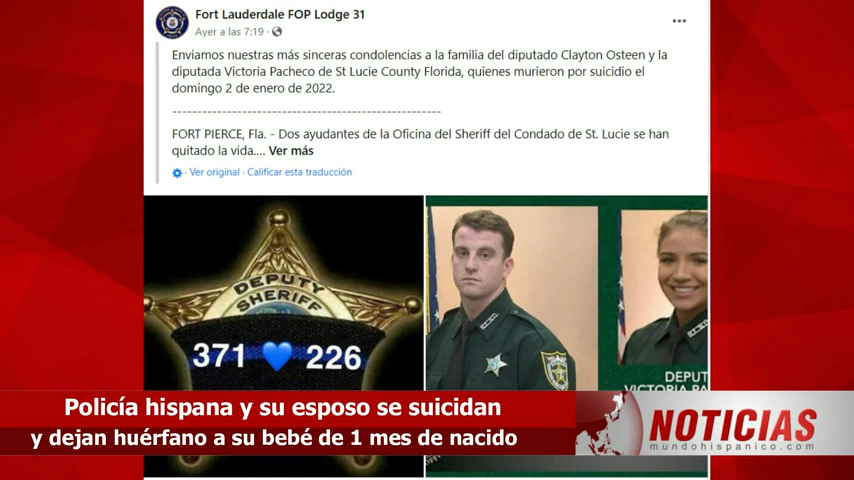 Fort Lauderdale FOP Lodge 31
Ayer a las 7:19 ·
Enviamos nuestras más sinceras condolencias a la familia del diputado Clayton Osteen y la
diputada Victoria Pacheco de St Lucie County Florida, quienes murieron por suicidio el
domingo 2 de enero de 2022.
------------------------------------------------------
FORT PIERCE, Fla. - Dos ayudantes de la Oficina del Sheriff del Condado de St. Lucie se han
quitado la vida.... Ver más
· Ver original · Calificar esta traducción
DEPUTY
SHERIFF
371 226
DEPUT
VICTORIA PA
Policía hispana y su esposo se suicidan
y dejan huérfano a su bebé de 1 mes de nacido
NOTICIAS
mundohispanico.com